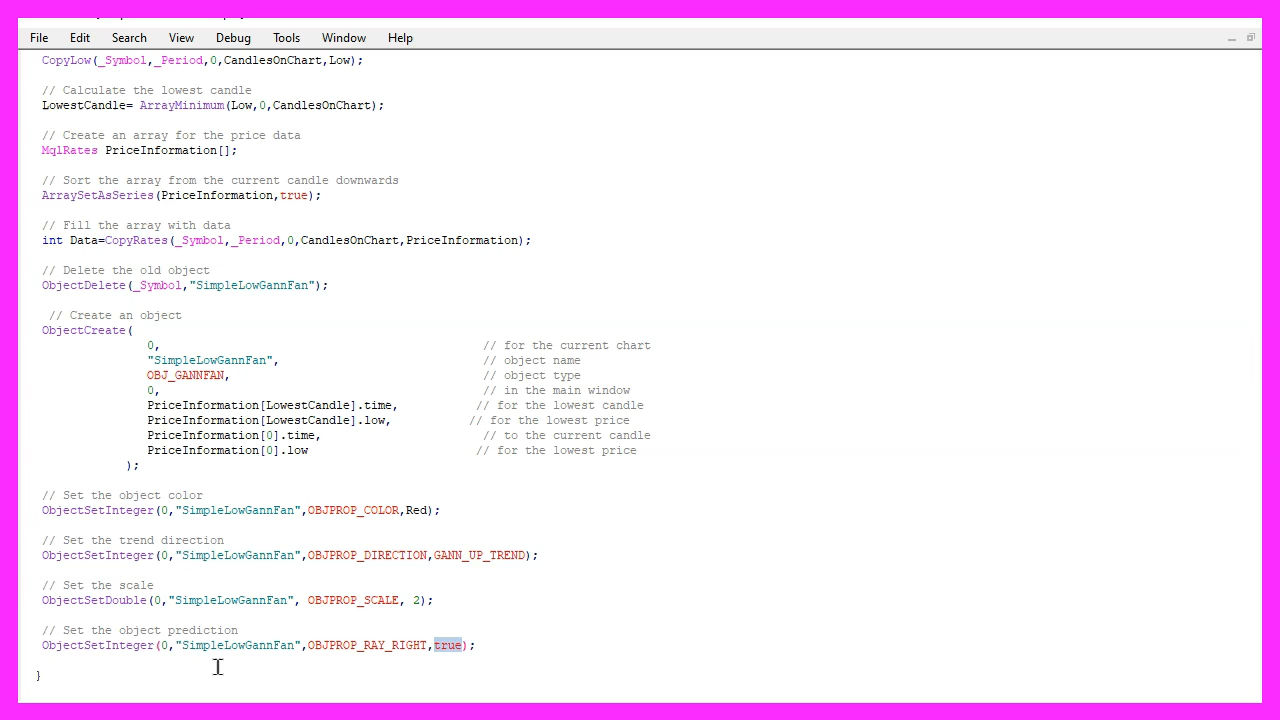 File Edit Search View Debug Tools Window Help
CopyLow(_Symbol,_Period,0,CandlesOnChart,Low);
// Calculate the lowest candle
LowestCandle= ArrayMinimum(Low,0,CandlesOnChart);
// Create an array for the price data
MqlRates PriceInformation[];
// Sort the array from the current candle downwards
ArraySetAsSeries(PriceInformation,true);
// Fill the array with data
int Data=CopyRates(_Symbol,_Period,0,CandlesOnChart,PriceInformation);
// Delete the old object
ObjectDelete(_Symbol,"SimpleLowGannFan");
// Create an object
ObjectCreate(
0, // for the current chart
"SimpleLowGannFan", // object name
OBJ_GANNFAN, // object type
0, // in the main window
PriceInformation[LowestCandle].time, // for the lowest candle
PriceInformation[LowestCandle].low, // for the lowest price
PriceInformation[0].time, // to the current candle
PriceInformation[0].low // for the lowest price
);
// Set the object color
ObjectSetInteger(0,"SimpleLowGannFan",OBJPROP_COLOR,Red);
// Set the trend direction
ObjectSetInteger(0,"SimpleLowGannFan",OBJPROP_DIRECTION,GANN_UP_TREND);
// Set the scale
ObjectSetDouble(0,"SimpleLowGannFan", OBJPROP_SCALE, 2);
// Set the object prediction
ObjectSetInteger(0,"SimpleLowGannFan",OBJPROP_RAY_RIGHT,true);
}